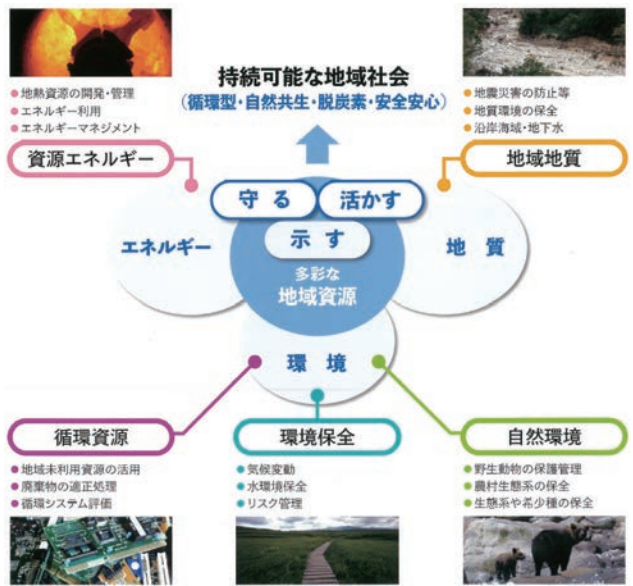 持続可能な地域社会
(循環型・自然共生・脱炭素・安全安心)
●地熱資源の開発・管理
●エネルギー利用
●エネルギーマネジメント
資源エネルギー
●地震災害の防止等
●地質環境の保全
●沿岸海域・地下水
地域地質
守る
活かす
示す
エネルギー
多彩な
地域資源
地質
環境
循環資源
●地域未利用資源の活用
●廃棄物の適正処理
●循環システム評価
環境保全
●気候変動
●水環境保全
●リスク管理
自然環境
●野生動物の保護管理
●農村生態系の保全
●生態系や希少種の保全